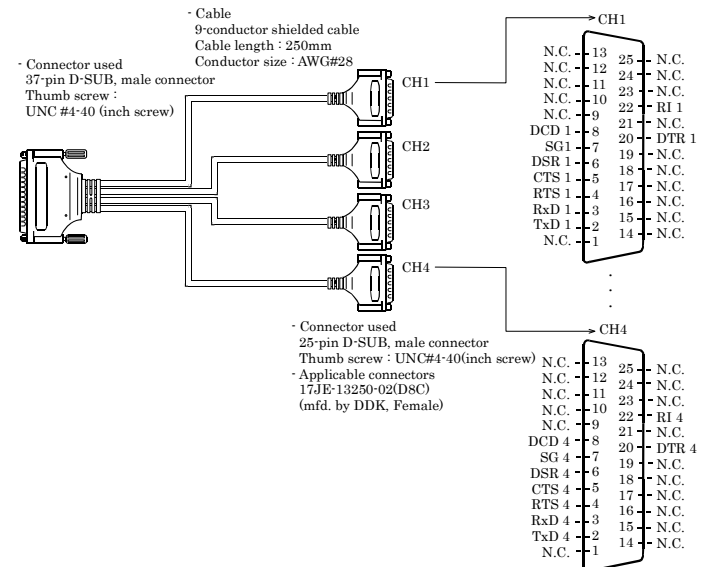 - Cable
9-conductor shielded cable
Cable length : 250mm
Conductor size : AWG#28
- Connector used
37-pin D-SUB, male connector
Thumb screw :
UNC #4-40 (inch screw)
CH1
CH2
CH3
CH4
- Connector used
25-pin D-SUB, male connector
Thumb screw : UNC#4-40(inch screw)
- Applicable connectors
17JE-13250-02(D8C)
(mfd. by DDK, Female)
CH1
N.C. 13
N.C. 12
N.C. 11
N.C. 10
N.C. 9
DCD 1 8
SG1 7
DSR 1 6
CTS 1 5
RTS 1 4
RxD 1 3
TxD 1 2
N.C. 1
25 N.C.
24 N.C.
23 N.C.
22 RI 1
21 N.C.
20 DTR 1
19 N.C.
18 N.C.
17 N.C.
16 N.C.
15 N.C.
14 N.C.
CH4
N.C. 13
N.C. 12
N.C. 11
N.C. 10
N.C. 9
DCD 4 8
SG 4 7
DSR 4 6
CTS 4 5
RTS 4 4
RxD 4 3
TxD 4 2
N.C. 1
25 N.C.
24 N.C.
23 N.C.
22 RI 4
21 N.C.
20 DTR 4
19 N.C.
18 N.C.
17 N.C.
16 N.C.
15 N.C.
14 N.C.